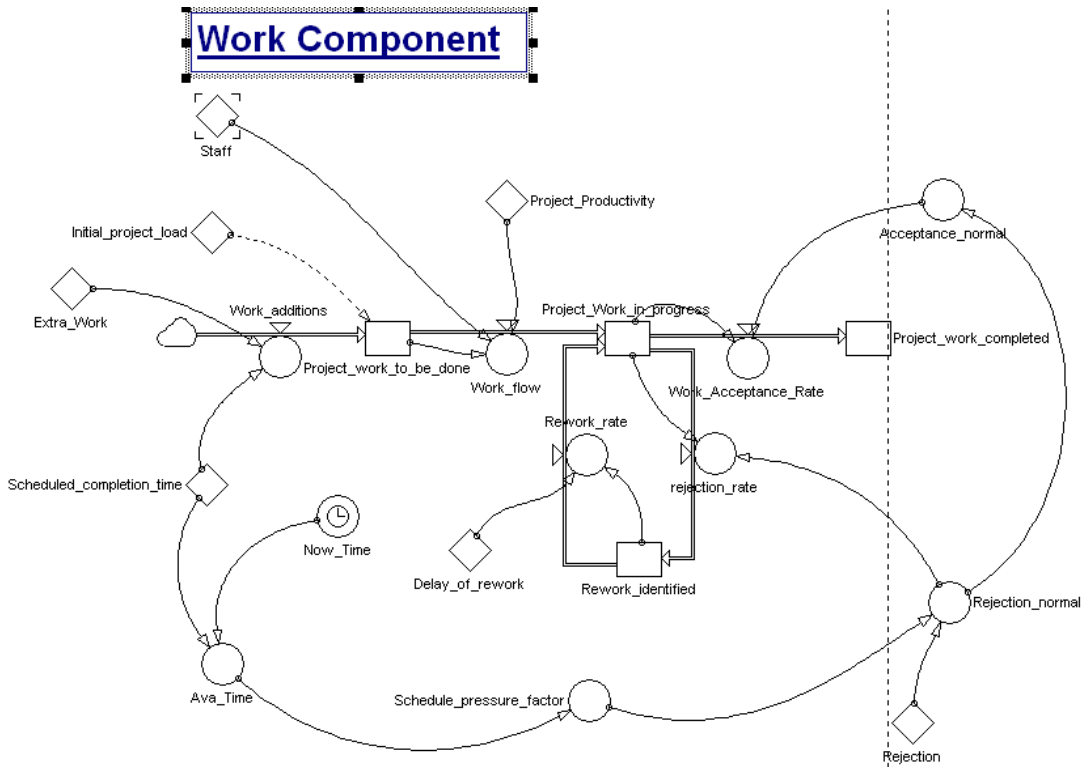 Work Component
Staff
Project_Productivity
Initial_project_load
Acceptance_normal
Extra_Work
Work_additions
Project_Work_in_progress
Project_work_to_be_done
Work_flow
Work_Acceptance_Rate
Project_work_completed
Rework_rate
Scheduled_completion_time
rejection_rate
Now_Time
Delay_of_rework
Rework_identified
Rejection_normal
Ava_Time
Schedule_pressure_factor
Rejection